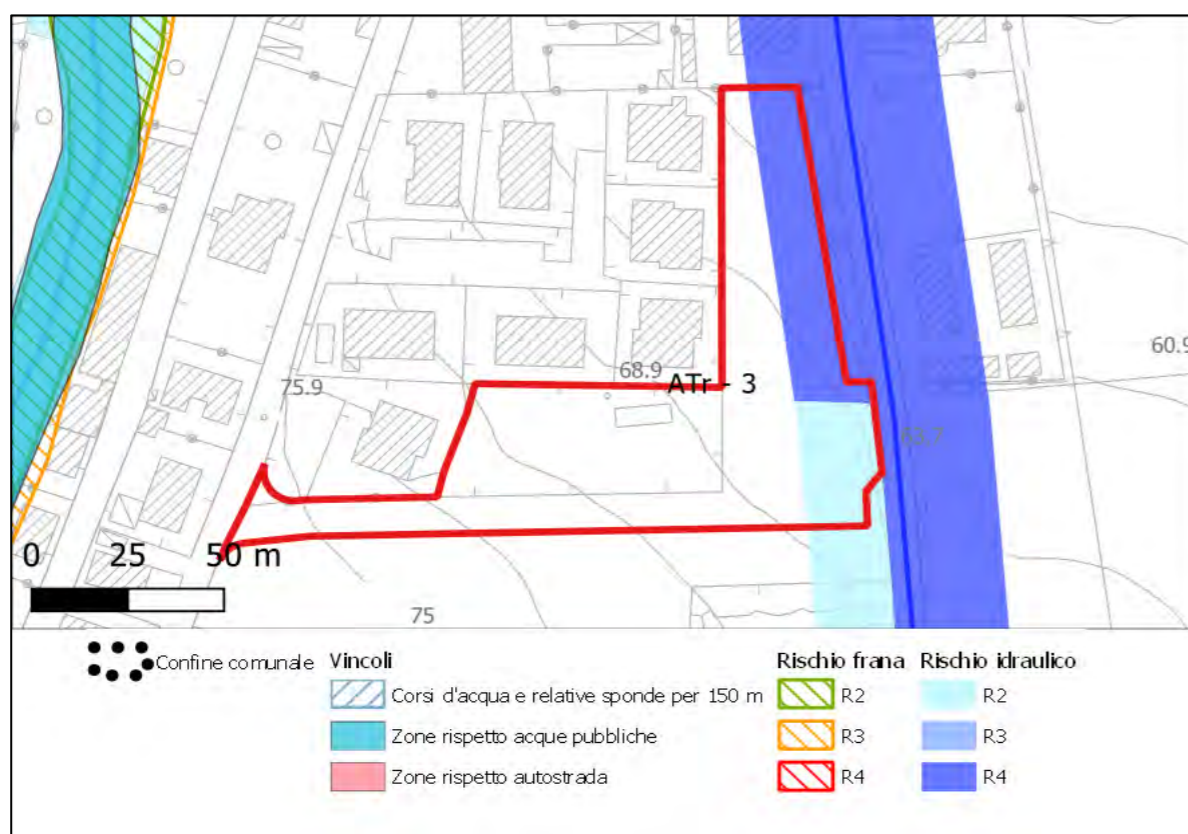 68.9
ATr - 3
75.9
60.9
63,7
0 25 50 m
75
Confine comunale
Vincoli
Corsi d'acqua e relative sponde per 150 m
Zone rispetto acque pubbliche
Zone rispetto autostrada
Rischio frana
R2
R3
R4
Rischio idraulico
R2
R3
R4